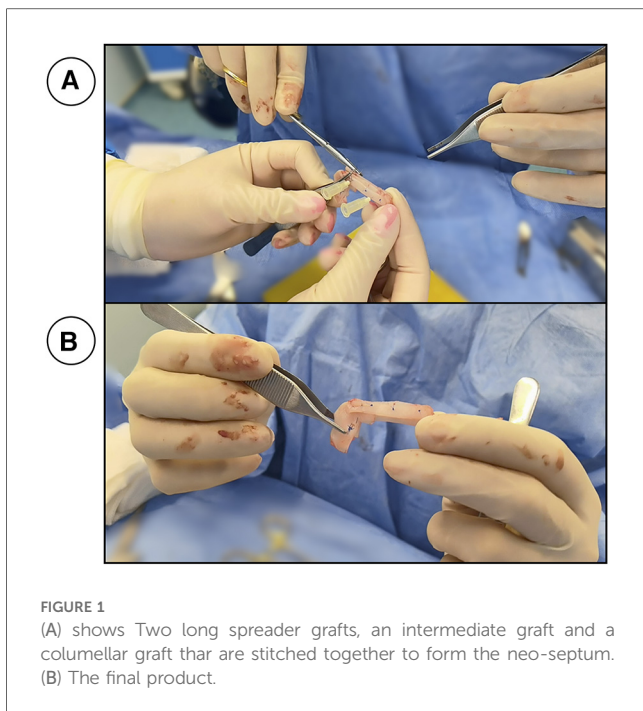 A
B
FIGURE 1
(A) shows Two long spreader grafts, an intermediate graft and a
columellar graft thar are stitched together to form the neo-septum.
(B) The final product.